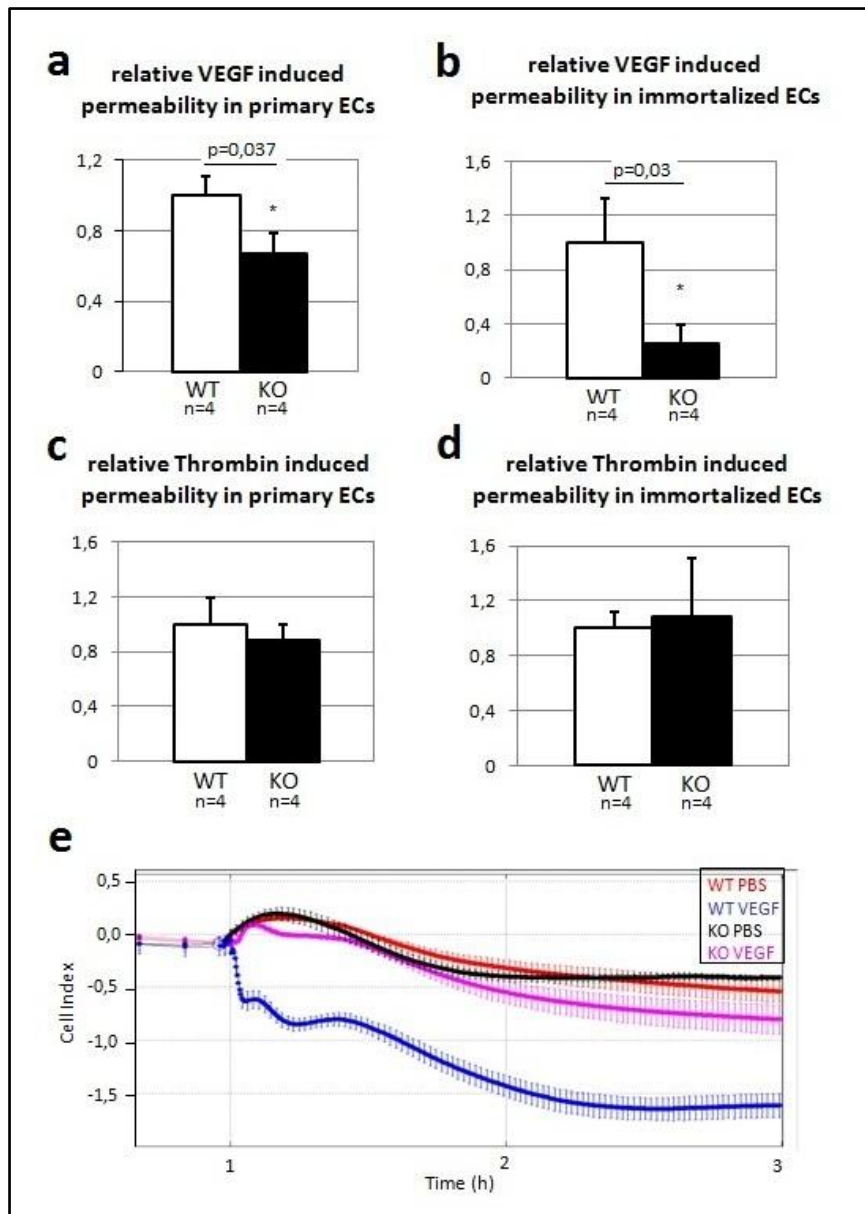 a
relative VEGF induced
permeability in primary ECs
p=0,037
1,2
*
0,8
0,4
0
WT
KO
n=4
n=4
b
relative VEGF induced
permeability in immortalized ECs
1,6
p=0,03
1,2
0,8
*
0,4
0
WT
KO
n=4
n=4
c
relative Thrombin induced
permeability in primary ECs
1,6
1,2
0,8
0,4
0
WT
KO
n=4
n=4
d
relative Thrombin induced
permeability in immortalized ECs
1,6
1,2
0,8
0,4
0
WT
KO
n=4
n=4
e
0,5
0,0
-0,5
-1,0
-1,5
Cell Index
WT PBS
WT VEGF
KO PBS
KO VEGF
1
2
3
Time (h)